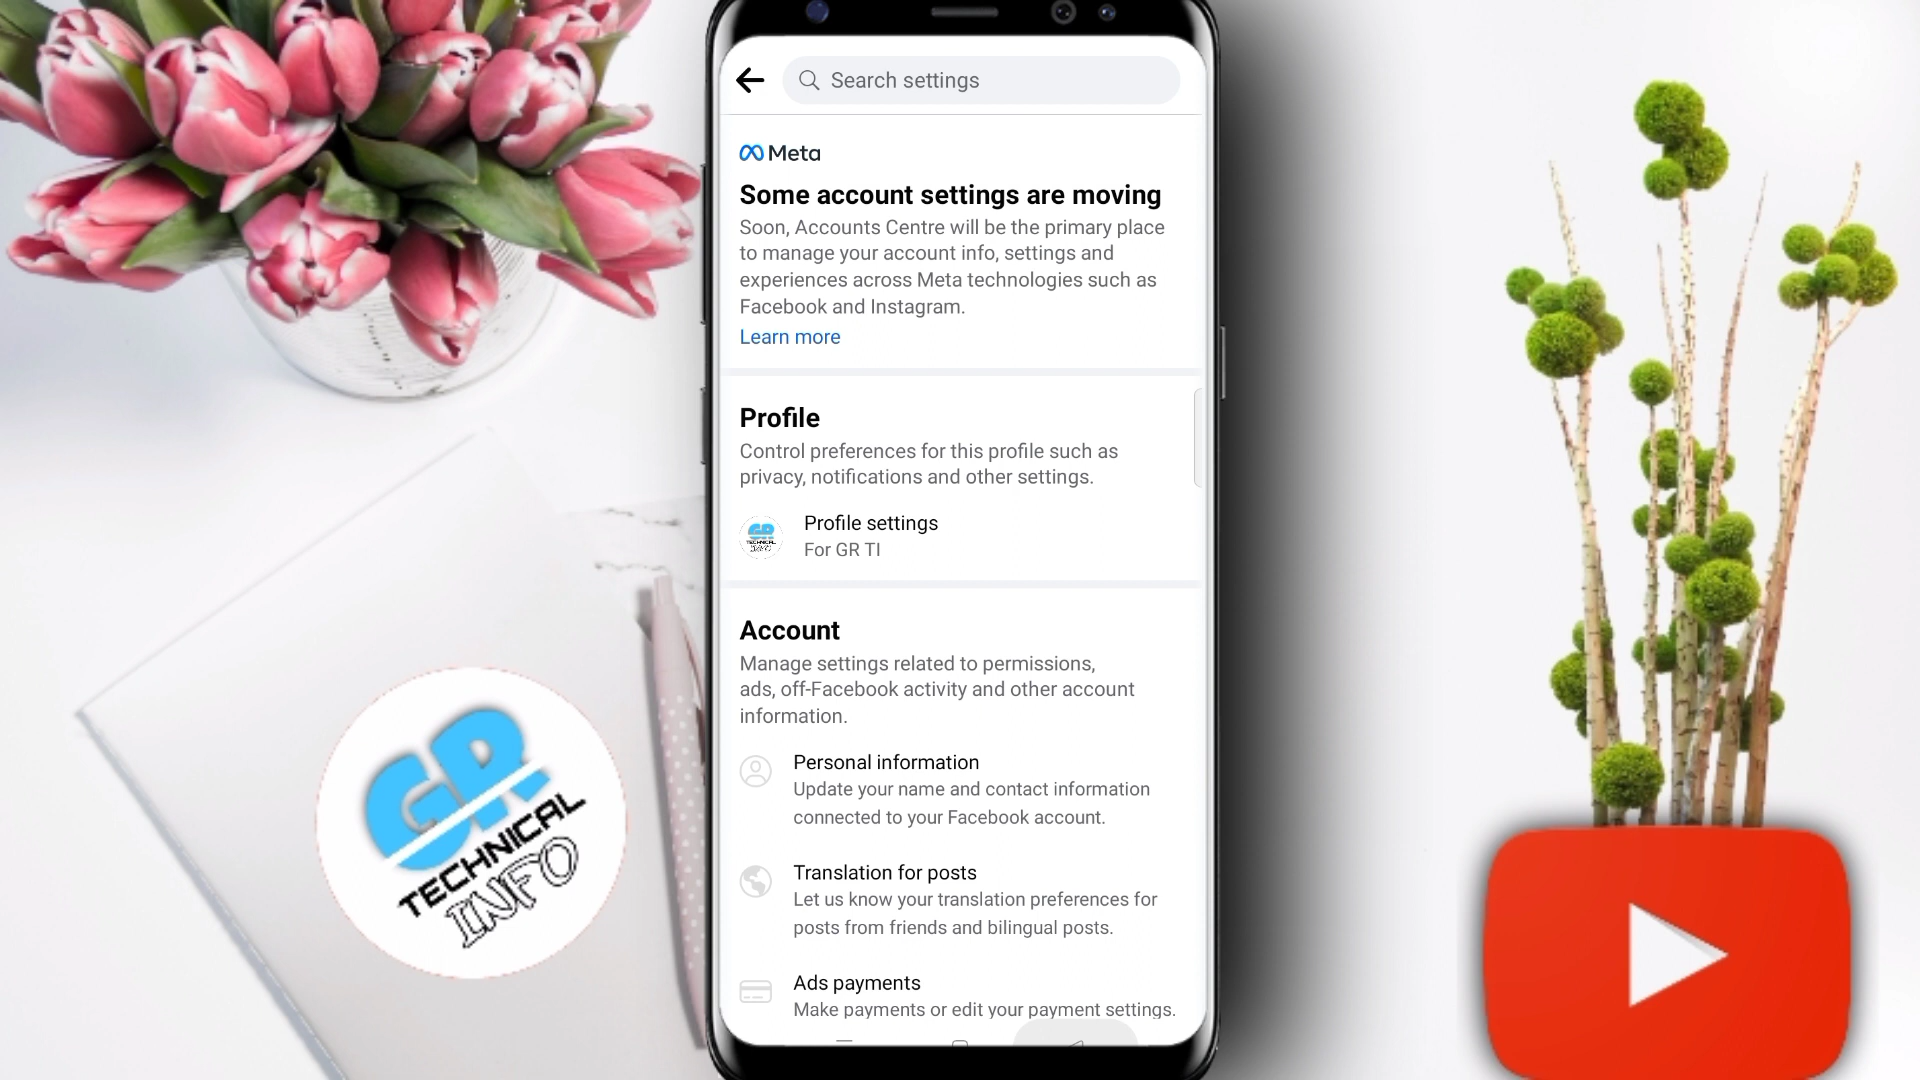 Search settings
Meta
Some account settings are moving
Soon, Accounts Centre will be the primary place
to manage your account info, settings and
experiences across Meta technologies such as
Facebook and Instagram.
Learn more
Profile
Control preferences for this profile such as
privacy, notifications and other settings.
GR
TECHNICAL
INFO
Profile settings
For GR TI
Account
Manage settings related to permissions,
ads, off-Facebook activity and other account
information.
Personal information
Update your name and contact information
connected to your Facebook account.
Translation for posts
Let us know your translation preferences for
posts from friends and bilingual posts.
Ads payments
Make payments or edit your payment settings.
GR
TECHNICAL
INFO